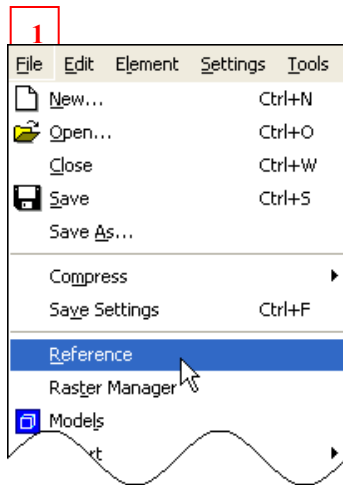 1
File Edit Element Settings Tools
New... Ctrl+N
Open... Ctrl+O
Close Ctrl+W
Save Ctrl+S
Save As...
Compress
Save Settings Ctrl+F
Reference
Raster Manager
Models